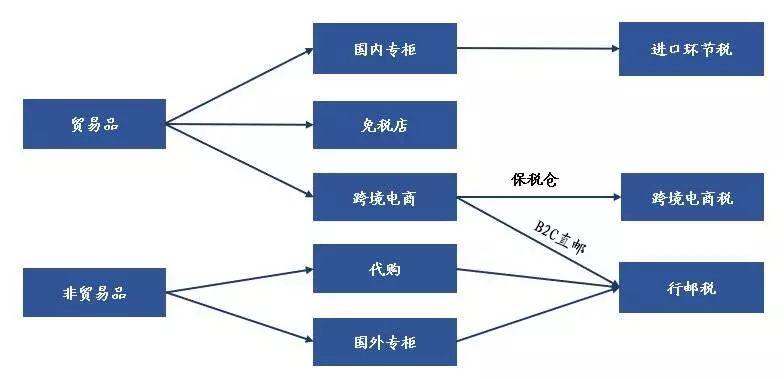 国内专柜
进口环节税
贸易品
免税店
保税仓
跨境电商
跨境电商税
B2C直邮
代购
非贸易品
行邮税
国外专柜